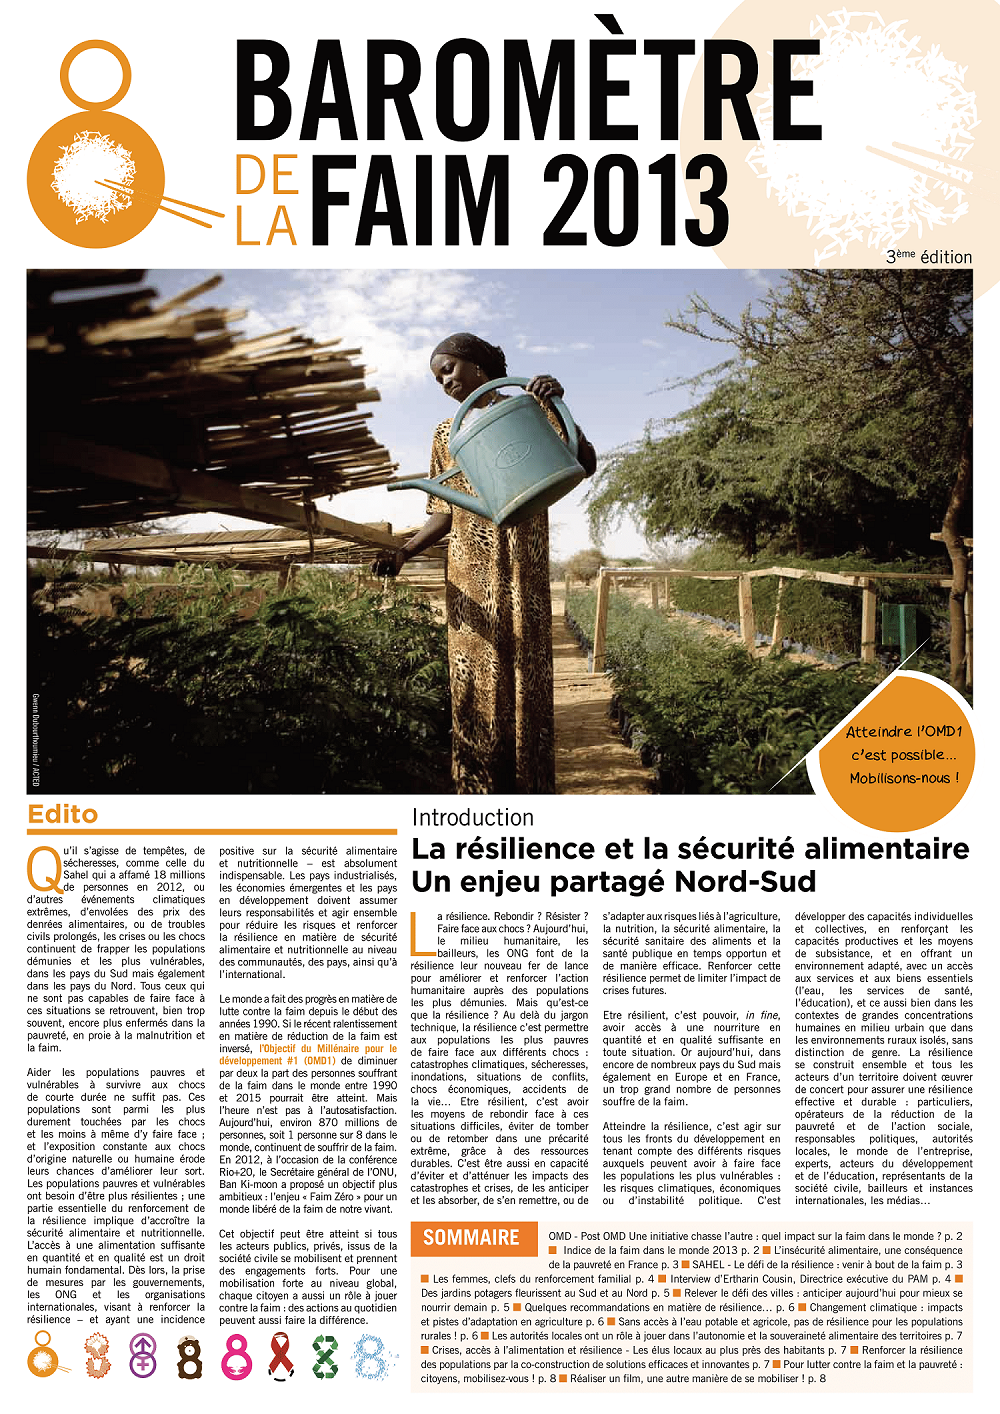 BAROMÈTRE
DE LA FAIM 2013
3ème édition
Gwenn Dubourthoumieu / ACTED
Atteindre l'OMD1
c'est possible...
Mobilisons-nous !
Edito
Qu'il s'agisse de tempêtes, de
sécheresses, comme celle du
Sahel qui a affamé 18 millions
de personnes en 2012, ou
d'autres événements climatiques
extrêmes, d'envolées des prix des
denrées alimentaires, ou de troubles
civils prolongés, les crises ou les chocs
continuent de frapper les populations
démunies et les plus vulnérables,
dans les pays du Sud mais également
dans les pays du Nord. Tous ceux qui
ne sont pas capables de faire face à
ces situations se retrouvent, bien trop
souvent, encore plus enfermés dans la
pauvreté, en proie à la malnutrition et
la faim.
Aider les populations pauvres et
vulnérables à survivre aux chocs
de courte durée ne suffit pas. Ces
populations sont parmi les plus
durement touchées par les chocs
et les moins à même d'y faire face ;
et l'exposition constante aux chocs
d'origine naturelle ou humaine érode
leurs chances d'améliorer leur sort.
Les populations pauvres et vulnérables
ont besoin d'être plus résilientes ; une
partie essentielle du renforcement de
la résilience implique d'accroître la
sécurité alimentaire et nutritionnelle.
L'accès à une alimentation suffisante
en quantité et en qualité est un droit
humain fondamental. Dès lors, la prise
de mesures par les gouvernements,
les ONG et les organisations
internationales, visant à renforcer la
résilience – et ayant une incidence
positive sur la sécurité alimentaire
et nutritionnelle – est absolument
indispensable. Les pays industrialisés,
les économies émergentes et les pays
en développement doivent assumer
leurs responsabilités et agir ensemble
pour réduire les risques et renforcer
la résilience en matière de sécurité
alimentaire et nutritionnelle au niveau
des communautés, des pays, ainsi qu'à
l'international.
Le monde a fait des progrès en matière de
lutte contre la faim depuis le début des
années 1990. Si le récent ralentissement
en matière de réduction de la faim est
inversé, l'Objectif du Millénaire pour le
développement #1 (OMD1) de diminuer
par deux la part des personnes souffrant
de la faim dans le monde entre 1990
et 2015 pourrait être atteint. Mais
l'heure n'est pas à l'autosatisfaction.
Aujourd'hui, environ 870 millions de
personnes, soit 1 personne sur 8 dans le
monde, continuent de souffrir de la faim.
En 2012, à l'occasion de la conférence
Rio+20, le Secrétaire général de l'ONU,
Ban Ki-moon a proposé un objectif plus
ambitieux : l'enjeu « Faim Zéro » pour un
monde libéré de la faim de notre vivant.
Cet objectif peut être atteint si tous
les acteurs publics, privés, issus de la
société civile se mobilisent et prennent
des engagements forts. Pour une
mobilisation forte au niveau global,
chaque citoyen a aussi un rôle à jouer
contre la faim : des actions au quotidien
peuvent aussi faire la différence.
Introduction
La résilience et la sécurité alimentaire
Un enjeu partagé Nord-Sud
La résilience. Rebondir ? Résister ?
Faire face aux chocs ? Aujourd'hui,
le milieu humanitaire, les
bailleurs, les ONG font de la
résilience leur nouveau fer de lance
pour améliorer et renforcer l'action
humanitaire auprès des populations
les plus démunies. Mais qu'est-ce
que la résilience ? Au delà du jargon
technique, la résilience c'est permettre
aux populations les plus pauvres
de faire face aux différents chocs :
catastrophes climatiques, sécheresses,
inondations, situations de conflits,
chocs économiques, accidents de
la vie... Etre résilient, c'est avoir
les moyens de rebondir face à ces
situations difficiles, éviter de tomber
ou de retomber dans une précarité
extrême, grâce à des ressources
durables. C'est être aussi en capacité
d'éviter et d'atténuer les impacts des
catastrophes et crises, de les anticiper
et les absorber, de s'en remettre, ou de
s'adapter aux risques liés à l'agriculture,
la nutrition, la sécurité alimentaire, la
sécurité sanitaire des aliments et la
santé publique en temps opportun et
de manière efficace. Renforcer cette
résilience permet de limiter l'impact de
crises futures.
Etre résilient, c'est pouvoir, in fine,
avoir accès à une nourriture en
quantité et en qualité suffisante en
toute situation. Or aujourd'hui, dans
encore de nombreux pays du Sud mais
également en Europe et en France,
un trop grand nombre de personnes
souffre de la faim.
Atteindre la résilience, c'est agir sur
tous les fronts du développement en
tenant compte des différents risques
auxquels peuvent avoir à faire face
les populations les plus vulnérables :
les risques climatiques, économiques
ou d'instabilité politique. C'est
développer des capacités individuelles
et collectives, en renforçant les
capacités productives et les moyens
de subsistance, et en offrant un
environnement adapté, avec un accès
aux services et aux biens essentiels
(l'eau, les services de santé,
l'éducation), et ce aussi bien dans les
contextes de grandes concentrations
humaines en milieu urbain que dans
les environnements ruraux isolés, sans
distinction de genre. La résilience
se construit ensemble et tous les
acteurs d'un territoire doivent œuvrer
de concert pour assurer une résilience
effective et durable : particuliers,
opérateurs de la réduction de la
pauvreté et de l'action sociale,
responsables politiques, autorités
locales, le monde de l'entreprise,
experts, acteurs du développement
et de l'éducation, représentants de la
société civile, bailleurs et instances
internationales, les médias...
SOMMAIRE
OMD - Post OMD Une initiative chasse l'autre : quel impact sur la faim dans le monde ? p. 2
■ Indice de la faim dans le monde 2013 p. 2 ■ L'insécurité alimentaire, une conséquence
de la pauvreté en France p. 3 ■ SAHEL - Le défi de la résilience : venir à bout de la faim p. 3
■ Les femmes, clefs du renforcement familial p. 4 ■ Interview d'Ertharin Cousin, Directrice exécutive du PAM p. 4 ■
Des jardins potagers fleurissent au Sud et au Nord p. 5 ■ Relever le défi des villes : anticiper aujourd'hui pour mieux se
nourrir demain p. 5 ■ Quelques recommandations en matière de résilience... p. 6 ■ Changement climatique : impacts
et pistes d'adaptation en agriculture p. 6 ■ Sans accès à l'eau potable et agricole, pas de résilience pour les populations
rurales ! p. 6 ■ Les autorités locales ont un rôle à jouer dans l'autonomie et la souveraineté alimentaire des territoires p. 7
■ Crises, accès à l'alimentation et résilience - Les élus locaux au plus près des habitants p. 7 ■ Renforcer la résilience
des populations par la co-construction de solutions efficaces et innovantes p. 7 ■ Pour lutter contre la faim et la pauvreté :
citoyens, mobilisez-vous ! p. 8 ■ Réaliser un film, une autre manière de se mobiliser ! p. 8